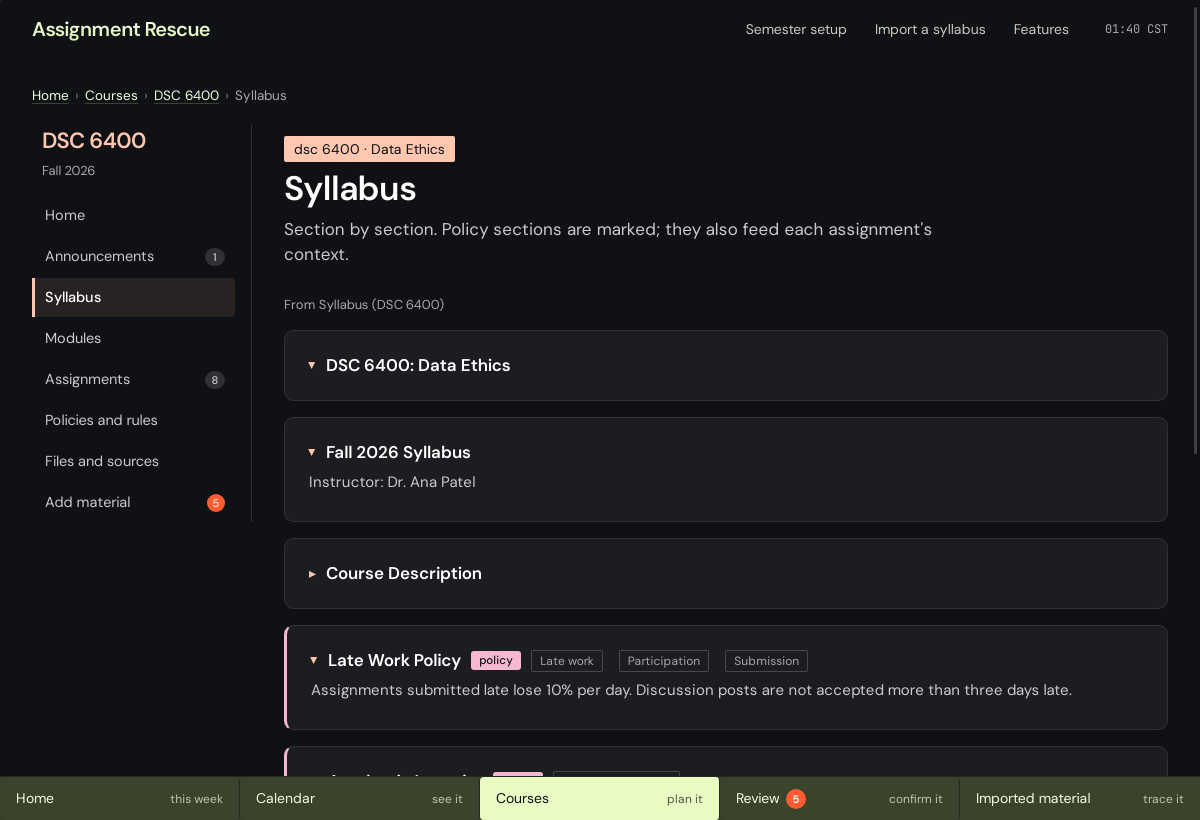 Assignment Rescue
Semester setup
Import a syllabus
Features
01:40 CST
Home › Courses › DSC 6400 › Syllabus
DSC 6400
Fall 2026
Home
Announcements 1
Syllabus
Modules
Assignments 8
Policies and rules
Files and sources
Add material 5
dsc 6400 · Data Ethics
Syllabus
Section by section. Policy sections are marked; they also feed each assignment's
context.
From Syllabus (DSC 6400)
▾ DSC 6400: Data Ethics
▾ Fall 2026 Syllabus
Instructor: Dr. Ana Patel
▸ Course Description
▾ Late Work Policy policy Late work Participation Submission
Assignments submitted late lose 10% per day. Discussion posts are not accepted more than three days late.
Home this week
Calendar see it
Courses plan it
Review 5 confirm it
Imported material trace it